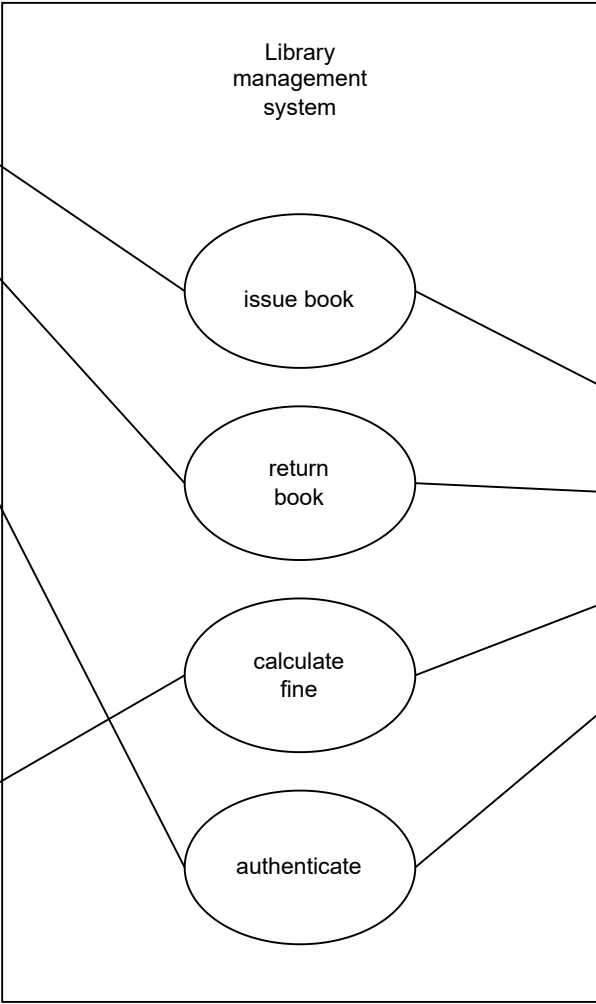 Library
management
system
issue book
return
book
calculate
fine
authenticate